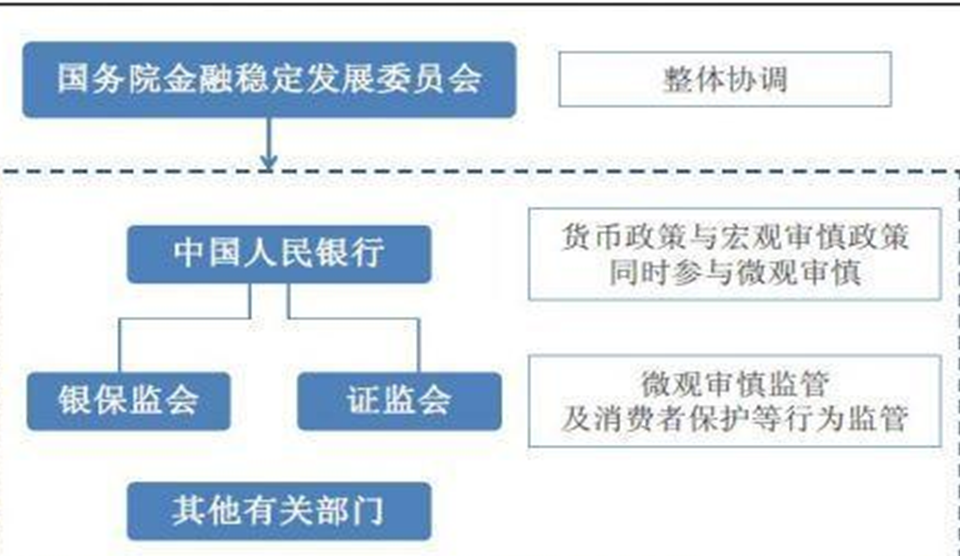 国务院金融稳定发展委员会
整体协调
中国人民银行
货币政策与宏观审慎政策
同时参与微观审慎
银保监会
证监会
微观审慎监管
及消费者保护等行为监管
其他有关部门